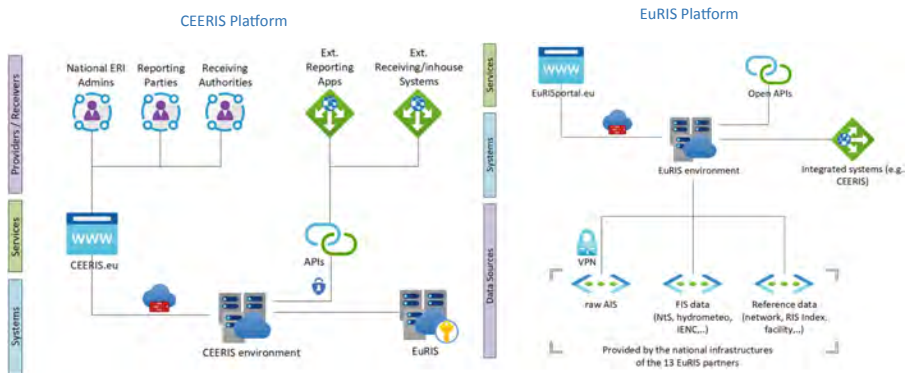 CEERIS Platform
Providers / Receivers
Services
Systems
National ERI
Admins
Reporting
Parties
Receiving
Authorities
Ext.
Reporting
Apps
Ext.
Receiving/inhouse
Systems
WWW
CEERIS.eu
APIs
CEERIS environment
EuRIS
EuRIS Platform
Services
Systems
Data Sources
WWW
EuRISportal.eu
Open APIs
EuRIS environment
Integrated systems (e.g.
CEERIS)
VPN
raw AIS
FIS data
(NtS, hydrometeo,
IENC,..)
Reference data
(network, RIS Index,
facility,..)
Provided by the national infrastructures
of the 13 EuRIS partners